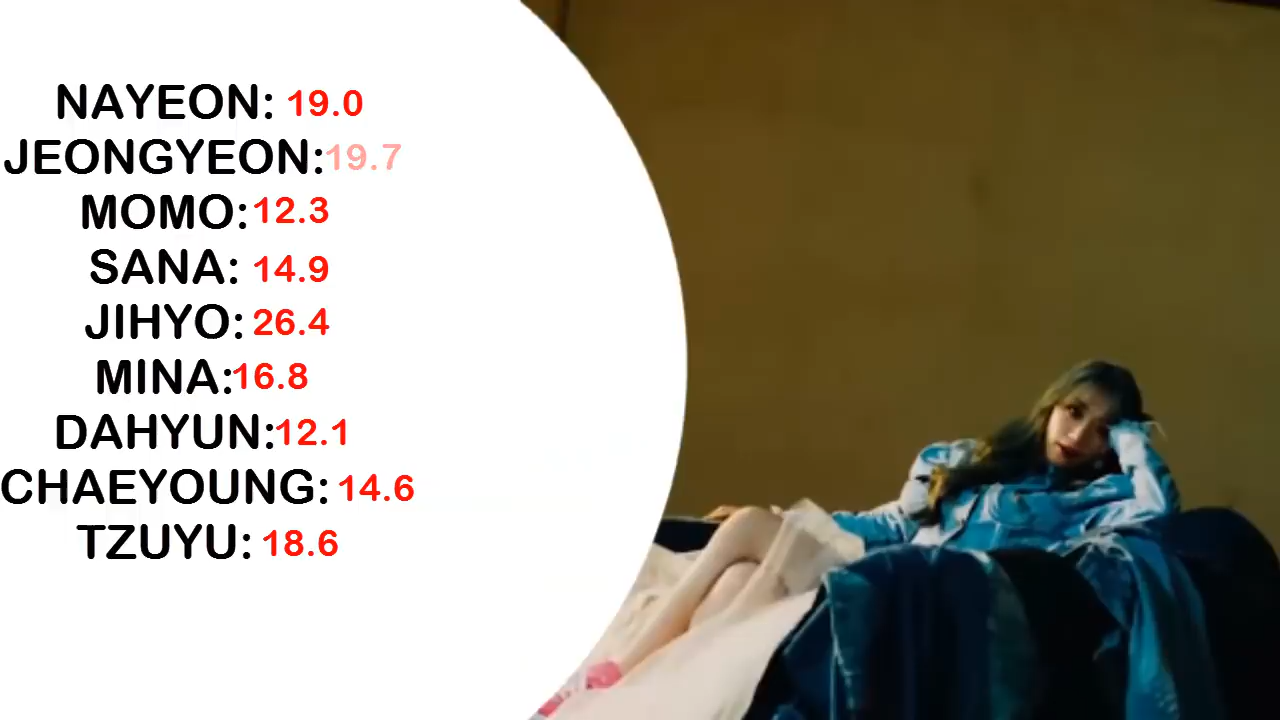 NAYEON: 19.0
JEONGYEON:19.7
MOMO: 12.3
SANA: 14.9
JIHYO: 26.4
MINA:16.8
DAHYUN:12.1
CHAEYOUNG: 14.6
TZUYU: 18.6